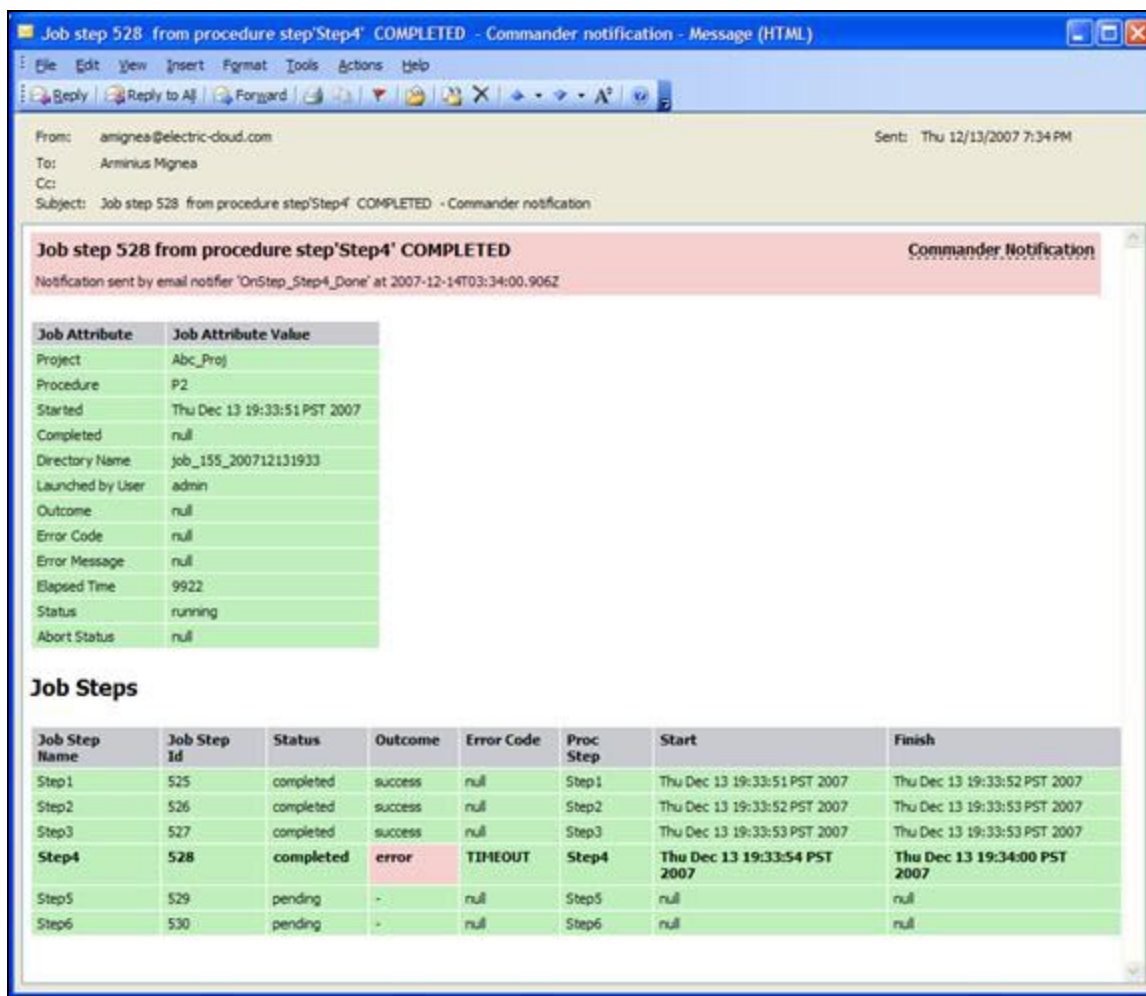 Job step 528 from procedure step'Step4' COMPLETED - Commander notification - Message (HTML)
File Edit View Insert Format Tools Actions Help
Reply Reply to All Forward
From: amignea@electric-cloud.com Sent: Thu 12/13/2007 7:34 PM
To: Arminius Mignea
Cc:
Subject: Job step 528 from procedure step'Step4' COMPLETED - Commander notification
Job step 528 from procedure step'Step4' COMPLETED Commander Notification
Notification sent by email notifier 'OnStep_Step4_Done' at 2007-12-14T03:34:00.906Z
Job Attribute Job Attribute Value
Project Abc_Proj
Procedure P2
Started Thu Dec 13 19:33:51 PST 2007
Completed null
Directory Name job_155_200712131933
Launched by User admin
Outcome null
Error Code null
Error Message null
Elapsed Time 9922
Status running
Abort Status null
Job Steps
Job Step Name Job Step Id Status Outcome Error Code Proc Step Start Finish
Step1 525 completed success null Step1 Thu Dec 13 19:33:51 PST 2007 Thu Dec 13 19:33:52 PST 2007
Step2 526 completed success null Step2 Thu Dec 13 19:33:52 PST 2007 Thu Dec 13 19:33:53 PST 2007
Step3 527 completed success null Step3 Thu Dec 13 19:33:53 PST 2007 Thu Dec 13 19:33:53 PST 2007
Step4 528 completed error TIMEOUT Step4 Thu Dec 13 19:33:54 PST 2007 Thu Dec 13 19:34:00 PST 2007
Step5 529 pending - null Step5 null null
Step6 530 pending - null Step6 null null